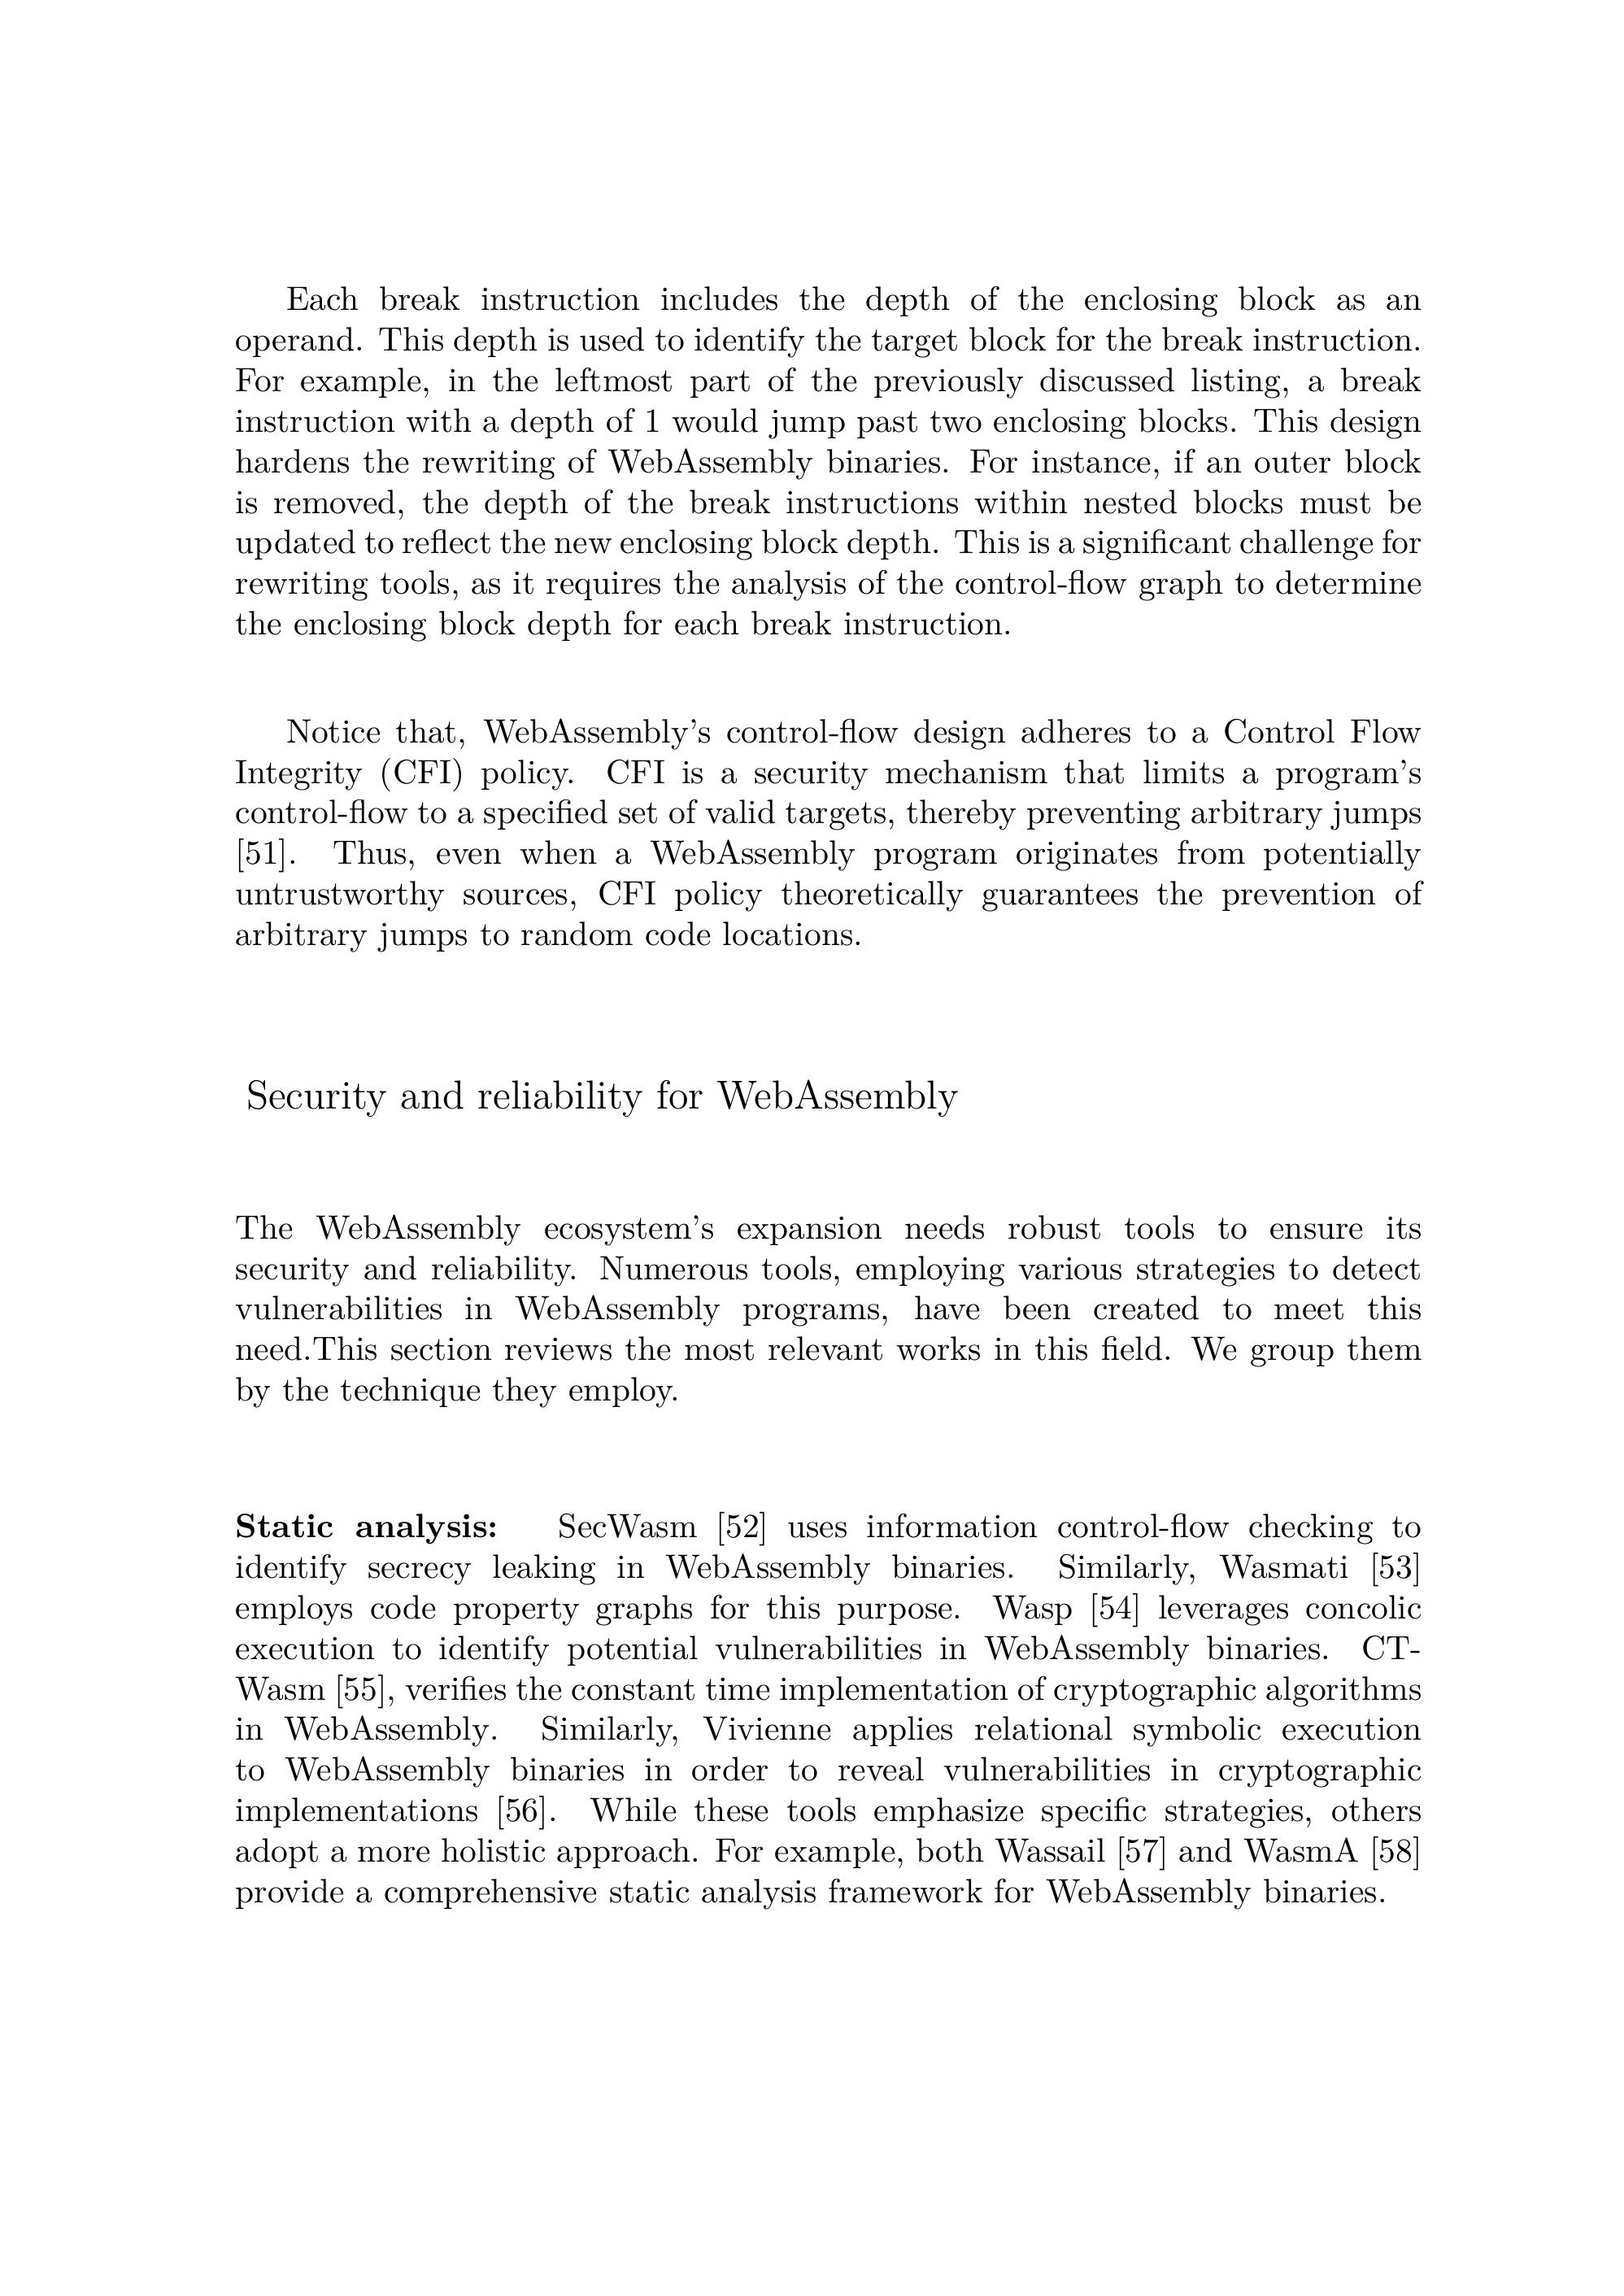 Each break instruction includes the depth of the enclosing block as an
operand. This depth is used to identify the target block for the break instruction.
For example, in the leftmost part of the previously discussed listing, a break
instruction with a depth of 1 would jump past two enclosing blocks. This design
hardens the rewriting of WebAssembly binaries. For instance, if an outer block
is removed, the depth of the break instructions within nested blocks must be
updated to reflect the new enclosing block depth. This is a significant challenge for
rewriting tools, as it requires the analysis of the control-flow graph to determine
the enclosing block depth for each break instruction.
Notice that, WebAssembly's control-flow design adheres to a Control Flow
Integrity (CFI) policy. CFI is a security mechanism that limits a program's
control-flow to a specified set of valid targets, thereby preventing arbitrary jumps
[51]. Thus, even when a WebAssembly program originates from potentially
untrustworthy sources, CFI policy theoretically guarantees the prevention of
arbitrary jumps to random code locations.
Security and reliability for WebAssembly
The WebAssembly ecosystem's expansion needs robust tools to ensure its
security and reliability. Numerous tools, employing various strategies to detect
vulnerabilities in WebAssembly programs, have been created to meet this
need.This section reviews the most relevant works in this field. We group them
by the technique they employ.
Static analysis: SecWasm [52] uses information control-flow checking to
identify secrecy leaking in WebAssembly binaries. Similarly, Wasmati [53]
employs code property graphs for this purpose. Wasp [54] leverages concolic
execution to identify potential vulnerabilities in WebAssembly binaries. CT-
Wasm [55], verifies the constant time implementation of cryptographic algorithms
in WebAssembly. Similarly, Vivienne applies relational symbolic execution
to WebAssembly binaries in order to reveal vulnerabilities in cryptographic
implementations [56]. While these tools emphasize specific strategies, others
adopt a more holistic approach. For example, both Wassail [57] and WasmA [58]
provide a comprehensive static analysis framework for WebAssembly binaries.